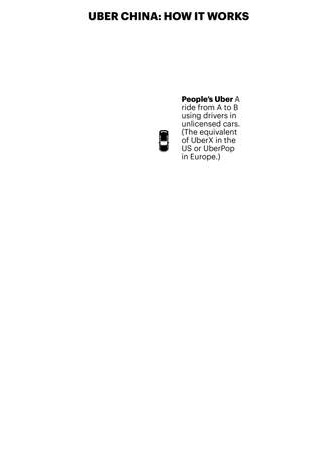 UBER CHINA: HOW IT WORKS
People's Uber A
ride from A to B
using drivers in
unlicensed cars.
(The equivalent
of UberX in the
US or UberPop
in Europe.)